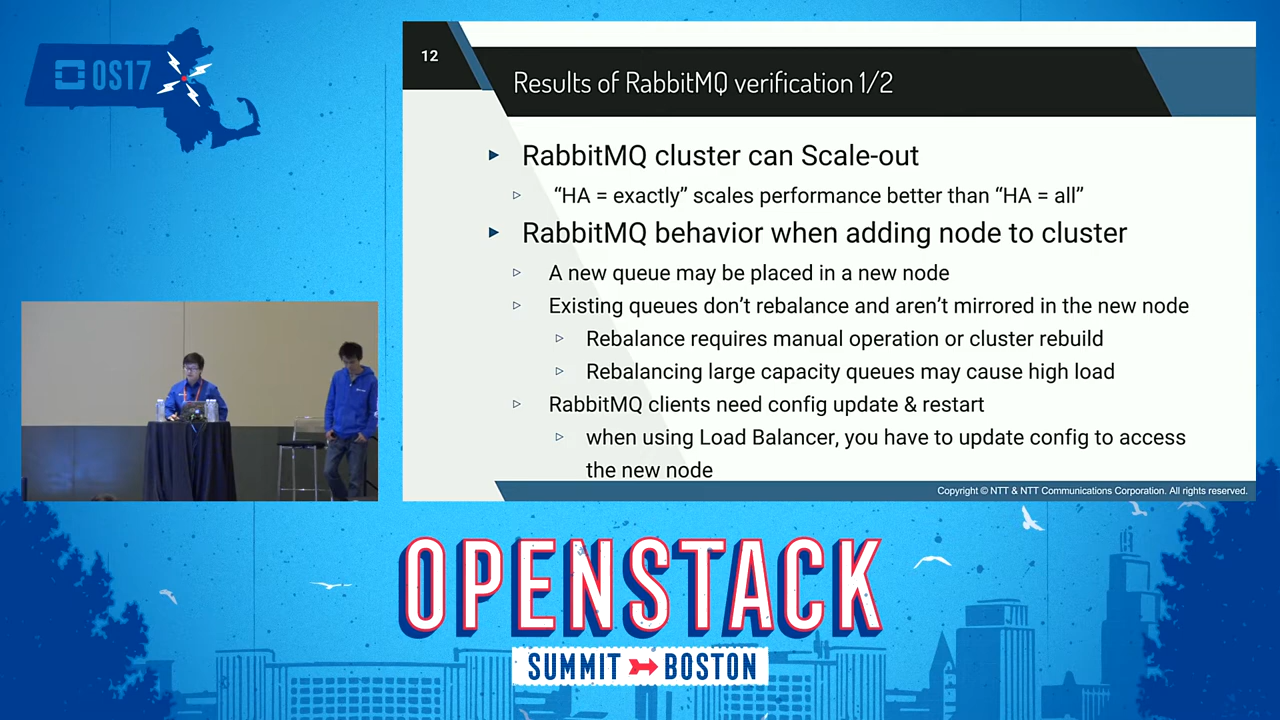 OS17
12
Results of RabbitMQ verification 1/2
RabbitMQ cluster can Scale-out
“HA = exactly” scales performance better than “HA = all”
RabbitMQ behavior when adding node to cluster
A new queue may be placed in a new node
Existing queues don’t rebalance and aren’t mirrored in the new node
Rebalance requires manual operation or cluster rebuild
Rebalancing large capacity queues may cause high load
RabbitMQ clients need config update & restart
when using Load Balancer, you have to update config to access
the new node
Copyright © NTT & NTT Communications Corporation. All rights reserved.
OPENSTACK
SUMMIT BOSTON